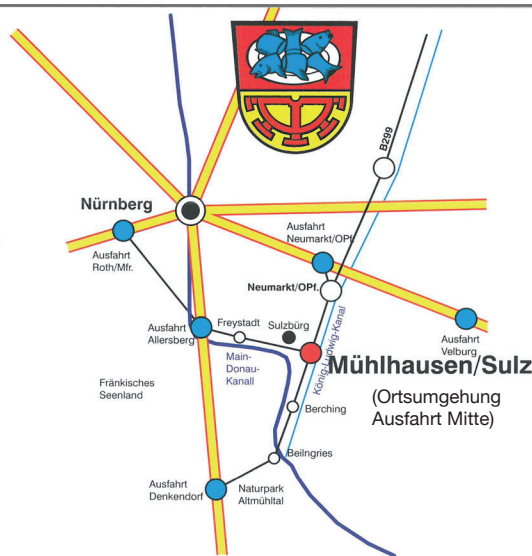 B299
Nürnberg
Ausfahrt
Roth/Mfr.
Ausfahrt
Neumarkt/OPf.
Neumarkt/OPf.
Ausfahrt
Allersberg
Freystadt
Sulzbürg
König-Ludwig-Kanal
Ausfahrt
Velburg
Main-
Donau-
Kanall
Mühlhausen/Sulz
(Ortsumgehung
Ausfahrt Mitte)
Fränkisches
Seenland
Berching
Beilngries
Ausfahrt
Denkendorf
Naturpark
Altmühltal